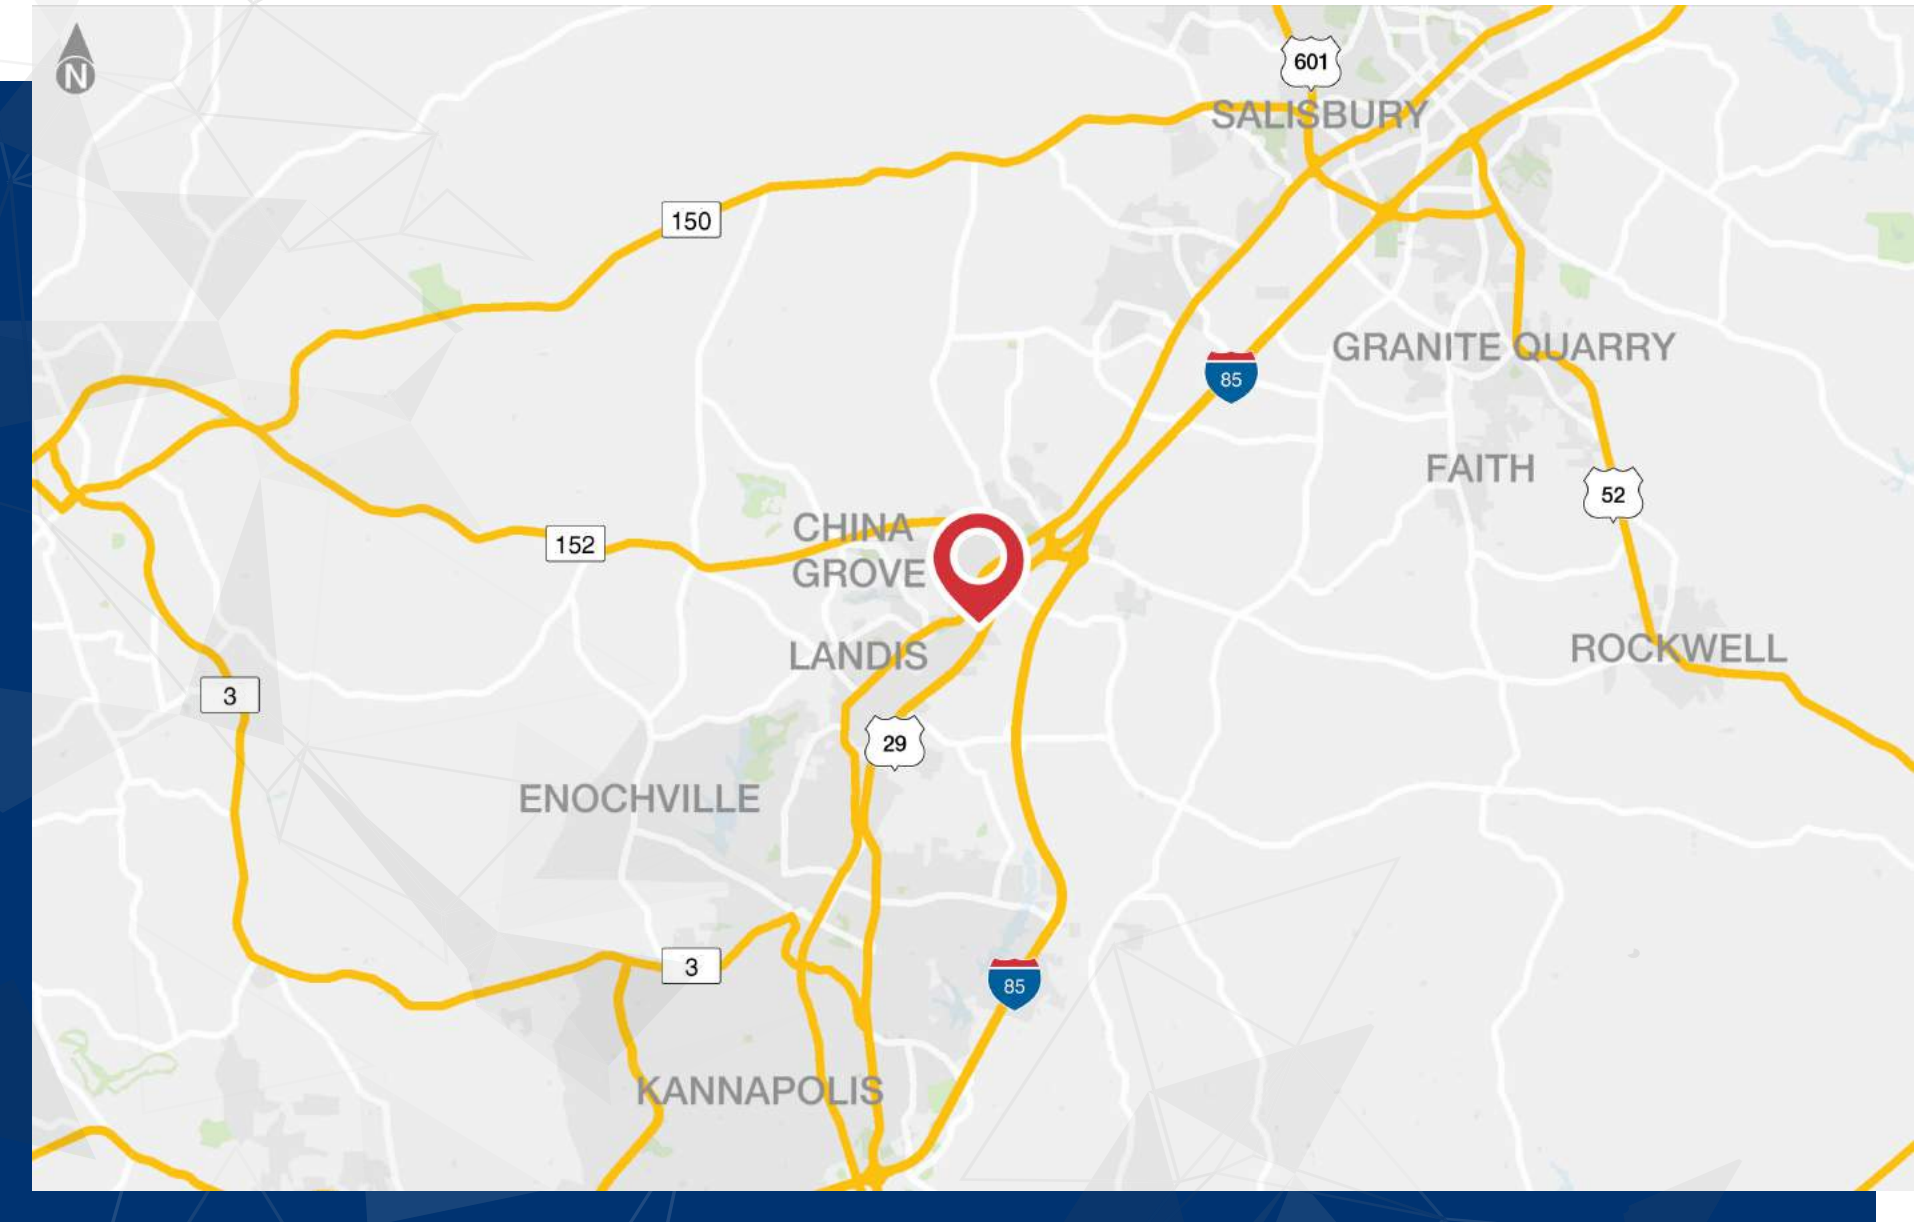 N
601
SALISBURY
150
GRANITE QUARRY
85
FAITH
52
CHINA
GROVE
152
LANDIS
ROCKWELL
3
29
ENOCHVILLE
3
85
KANNAPOLIS